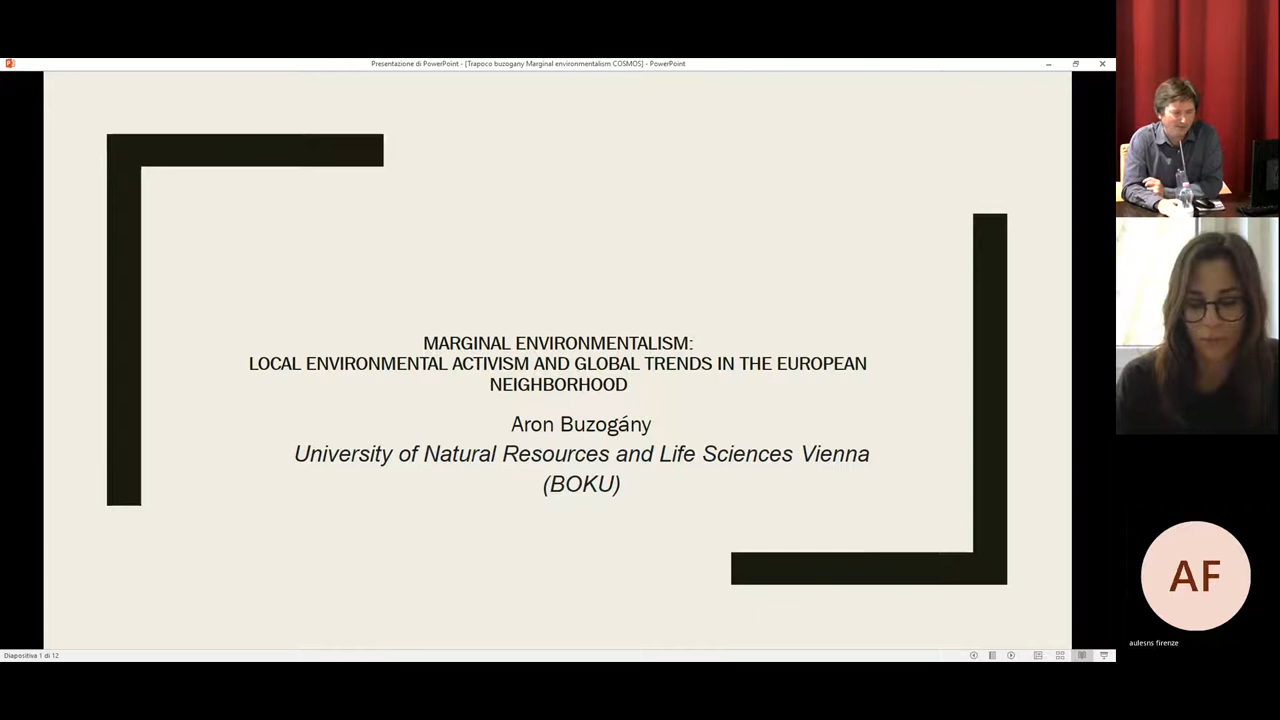 Presentazione di PowerPoint - [Trapoco buzogany Marginal environmentalism COSMOS] - PowerPoint
MARGINAL ENVIRONMENTALISM:
LOCAL ENVIRONMENTAL ACTIVISM AND GLOBAL TRENDS IN THE EUROPEAN
NEIGHBORHOOD
Aron Buzogány
University of Natural Resources and Life Sciences Vienna
(BOKU)
AF
aulesns firenze
Diapositiva 1 di 12